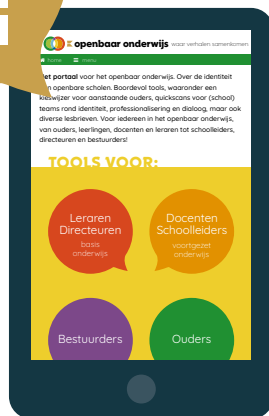 openbaar onderwijs waar verhalen samenkomen
home menu
Het portaal voor het openbaar onderwijs. Over de identiteit
van openbare scholen. Boordevol tools, waaronder een
kieswijzer voor aanstaande ouders, quickscans voor (school)
teams rond identiteit, professionalisering en dialoog, maar ook
diverse lesbrieven. Voor iedereen in het openbaar onderwijs,
van ouders, leerlingen, docenten en leraren tot schoolleiders,
directeuren en bestuurders!
TOOLS VOOR:
Leraren
Directeuren
basis
onderwijs
Docenten
Schoolleiders
voortgezet
onderwijs
Bestuurders
Ouders